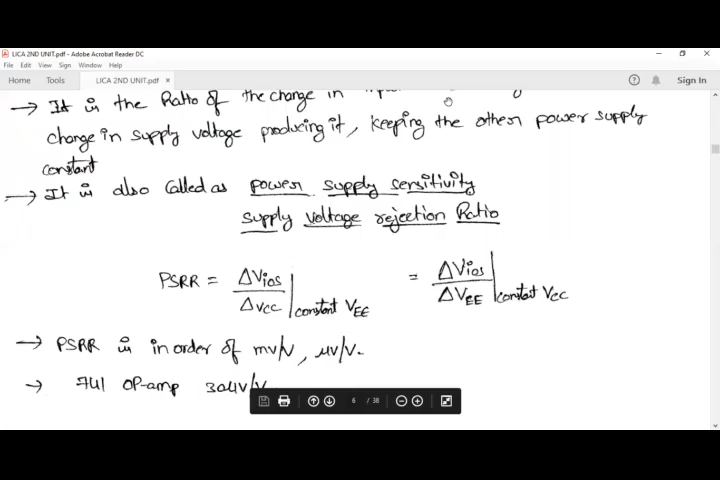 LICA 2ND UNIT.pdf - Adobe Acrobat Reader DC
File Edit View Sign Window Help
Home Tools LICA 2ND UNIT.pdf × Sign In
→ It is the Ratio of the change in
change in supply voltage producing it, keeping the other power supply
constant
→ It is also called as power supply sensitivity
supply voltage rejection Ratio
PSRR = ΔVios / ΔVCC | constant VEE = ΔVios / ΔVEE | constant VCC
→ PSRR is in order of mv/v, μv/v.
→ 741 OP-amp 30μv/v
6 / 38